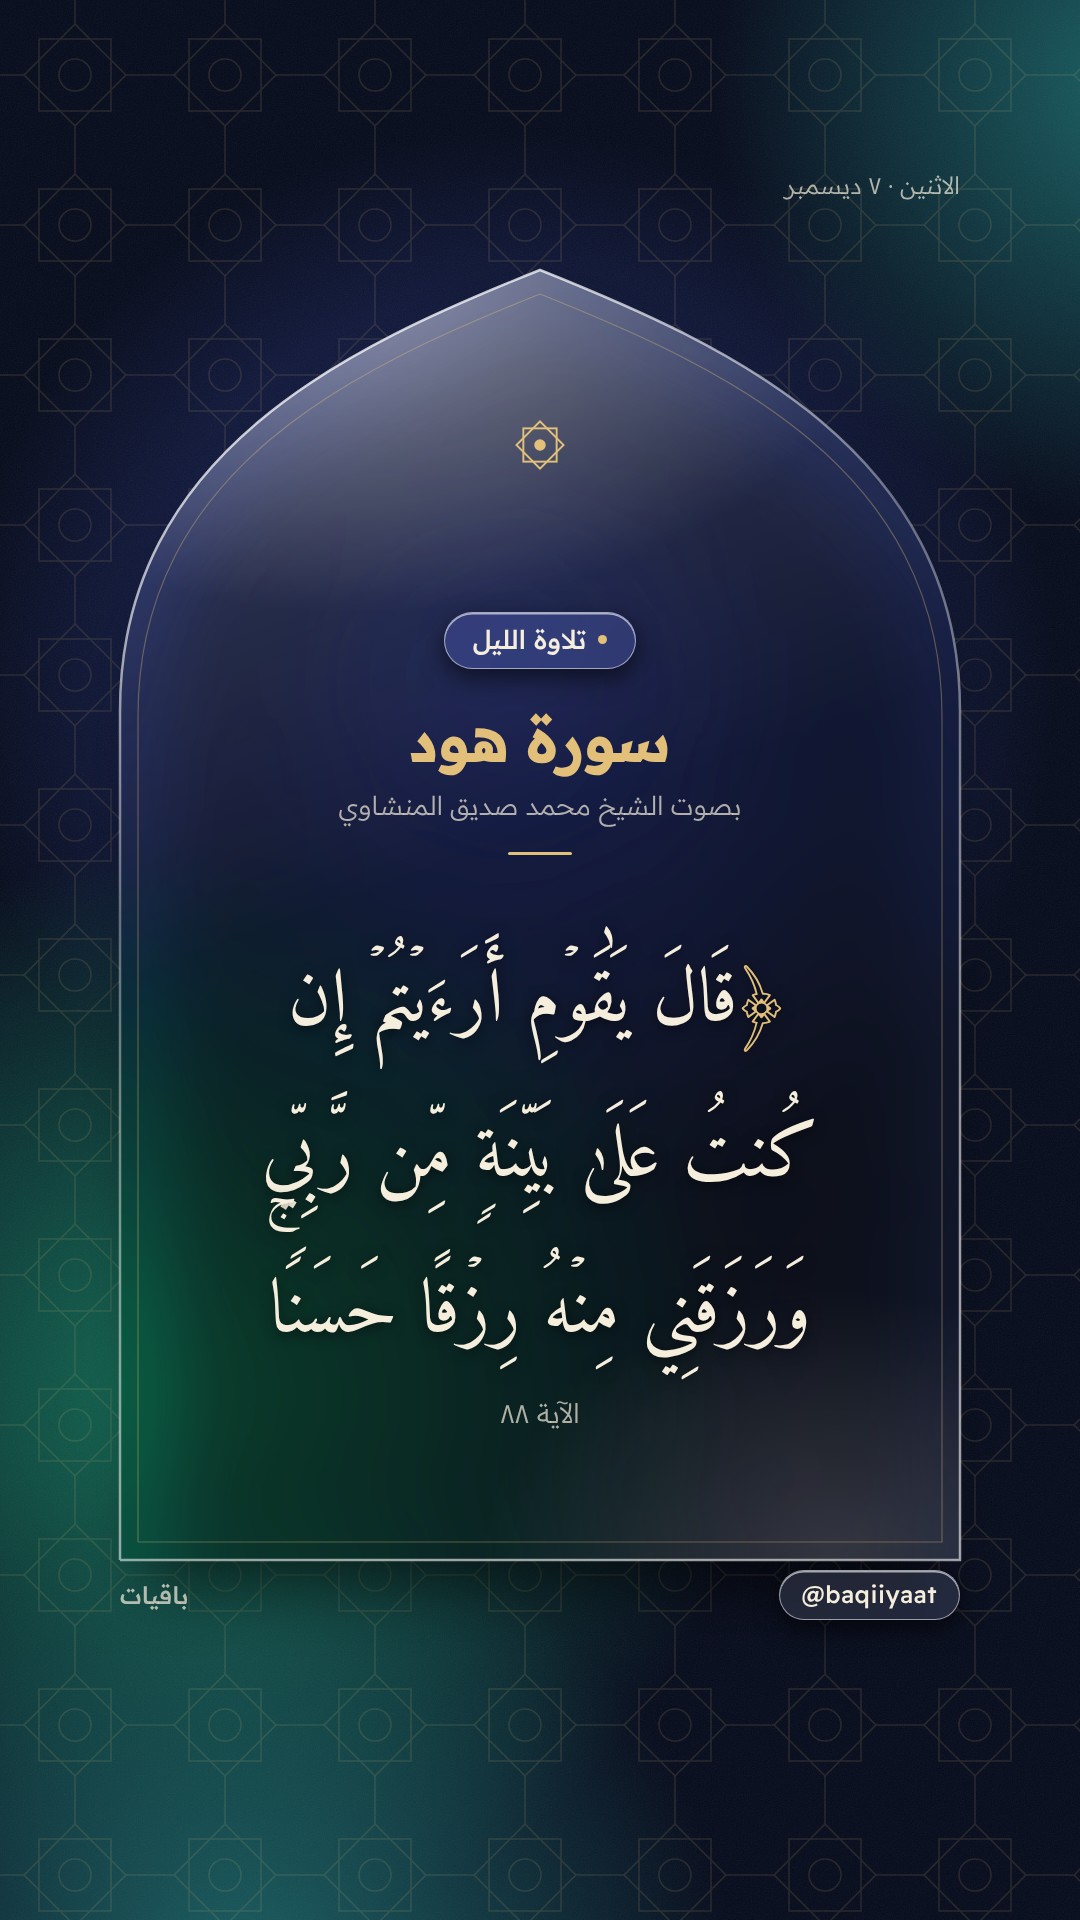 الاثنين · ٧ ديسمبر
تلاوة الليل
سورة هود
بصوت الشيخ محمد صديق المنشاوي
﴿قَالَ يَٰقَوۡمِ أَرَءَيۡتُمۡ إِن
كُنتُ عَلَىٰ بَيِّنَةٖ مِّن رَّبِّي
وَرَزَقَنِي مِنۡهُ رِزۡقًا حَسَنٗاۚ
الآية ٨٨
@baqiiyaat
باقيات